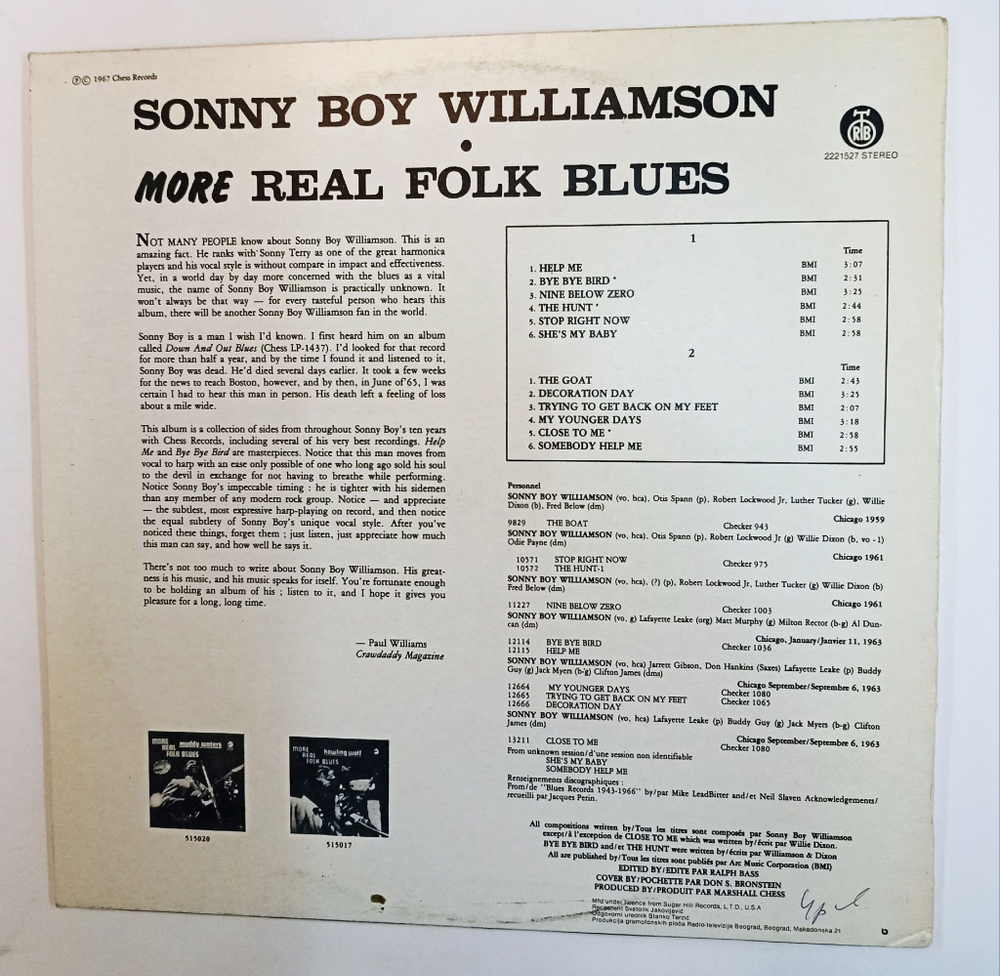 ⓅⒸ 1967 Chess Records
SONNY BOY WILLIAMSON
•
MORE REAL FOLK BLUES
RTB
2221527 STEREO
NOT MANY PEOPLE know about Sonny Boy Williamson. This is an
amazing fact. He ranks with Sonny Terry as one of the great harmonica
players and his vocal style is without compare in impact and effectiveness.
Yet, in a world day by day more concerned with the blues as a vital
music, the name of Sonny Boy Williamson is practically unknown. It
won't always be that way — for every tasteful person who hears this
album, there will be another Sonny Boy Williamson fan in the world.
Sonny Boy is a man I wish I'd known. I first heard him on an album
called Down And Out Blues (Chess LP-1437). I'd looked for that record
for more than half a year, and by the time I found it and listened to it,
Sonny Boy was dead. He'd died several days earlier. It took a few weeks
for the news to reach Boston, however, and by then, in June of'65, I was
certain I had to hear this man in person. His death left a feeling of loss
about a mile wide.
This album is a collection of sides from throughout Sonny Boy's ten years
with Chess Records, including several of his very best recordings. Help
Me and Bye Bye Bird are masterpieces. Notice that this man moves from
vocal to harp with an ease only possible of one who long ago sold his soul
to the devil in exchange for not having to breathe while performing.
Notice Sonny Boy's impeccable timing : he is tighter with his sidemen
than any member of any modern rock group. Notice — and appreciate
— the subtlest, most expressive harp-playing on record, and then notice
the equal subtlety of Sonny Boy's unique vocal style. After you've
noticed these things, forget them ; just listen, just appreciate how much
this man can say, and how well he says it.
There's not too much to write about Sonny Boy Williamson. His great-
ness is his music, and his music speaks for itself. You're fortunate enough
to be holding an album of his ; listen to it, and I hope it gives you
pleasure for a long, long time.
— Paul Williams
Crawdaddy Magazine
MORE REAL FOLK BLUES muddy waters
515020
MORE REAL FOLK BLUES howling wolf
515017
1
Time
1. HELP ME BMI 3:07
2. BYE BYE BIRD * BMI 2:31
3. NINE BELOW ZERO BMI 3:25
4. THE HUNT * BMI 2:44
5. STOP RIGHT NOW BMI 2:58
6. SHE'S MY BABY BMI 2:58
2
Time
1. THE GOAT BMI 2:43
2. DECORATION DAY BMI 3:25
3. TRYING TO GET BACK ON MY FEET BMI 2:07
4. MY YOUNGER DAYS BMI 3:18
5. CLOSE TO ME * BMI 2:58
6. SOMEBODY HELP ME BMI 2:55
Personnel
SONNY BOY WILLIAMSON (vo, hca), Otis Spann (p), Robert Lockwood Jr, Luther Tucker (g), Willie
Dixon (b), Fred Below (dm)
Chicago 1959
9829 THE BOAT Checker 943
SONNY BOY WILLIAMSON (vo, hca), Otis Spann (p), Robert Lockwood Jr (g) Willie Dixon (b, vo - 1)
Odie Payne (dm)
Chicago 1961
10571 STOP RIGHT NOW Checker 975
10572 THE HUNT-1
SONNY BOY WILLIAMSON (vo, hca), (?) (p), Robert Lockwood Jr, Luther Tucker (g) Willie Dixon (b)
Fred Below (dm)
Chicago 1961
11227 NINE BELOW ZERO Checker 1003
SONNY BOY WILLIAMSON (vo, g) Lafayette Leake (org) Matt Murphy (g) Milton Rector (b-g) Al Dun-
can (dm)
Chicago, January/Janvier 11, 1963
12114 BYE BYE BIRD Checker 1036
12115 HELP ME
SONNY BOY WILLIAMSON (vo, hca) Jarrett Gibson, Don Hankins (Saxes) Lafayette Leake (p) Buddy
Guy (g) Jack Myers (b-g) Clifton James (dms)
Chicago September/Septembre 6, 1963
12664 MY YOUNGER DAYS Checker 1080
12665 TRYING TO GET BACK ON MY FEET Checker 1065
12666 DECORATION DAY
SONNY BOY WILLIAMSON (vo, hca) Lafayette Leake (p) Buddy Guy (g) Jack Myers (b-g) Clifton
James (dm)
Chicago September/Septembre 6, 1963
13211 CLOSE TO ME Checker 1080
From unknown session/d'une session non identifiable
SHE'S MY BABY
SOMEBODY HELP ME
Renseignements discographiques :
From/de "Blues Records 1943-1966" by/par Mike LeadBitter and/et Neil Slaven Acknowledgements/
recueilli par Jacques Perin.
All compositions written by/Tous les titres sont composés par Sonny Boy Williamson
except/à l'exception de CLOSE TO ME which was written by/écrit par Willie Dixon.
BYE BYE BIRD and/et THE HUNT were written by/écrits par Williamson & Dixon
All are published by/Tous les titres sont publiés par Arc Music Corporation (BMI)
EDITED BY/EDITE PAR RALPH BASS
COVER BY/POCHETTE PAR DON S. BRONSTEIN
PRODUCED BY/PRODUIT PAR MARSHALL CHESS
Mfd under licence from Sugar Hill Records, L.T.D., U.S.A
Recenzent Svetolik Jakovljević
Odgovorni urednik Stanko Terzić
Produkcija gramofonskih ploča Radio-televizije Beograd, Beograd, Makedonska 21